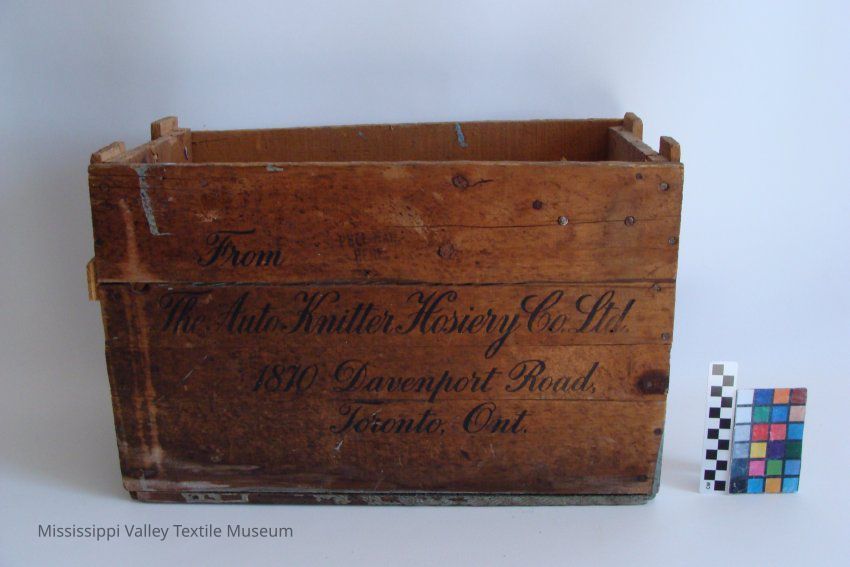 From
The Auto Knitter Hosiery Co. Ltd.
1870 Davenport Road,
Toronto, Ont.
Mississippi Valley Textile Museum